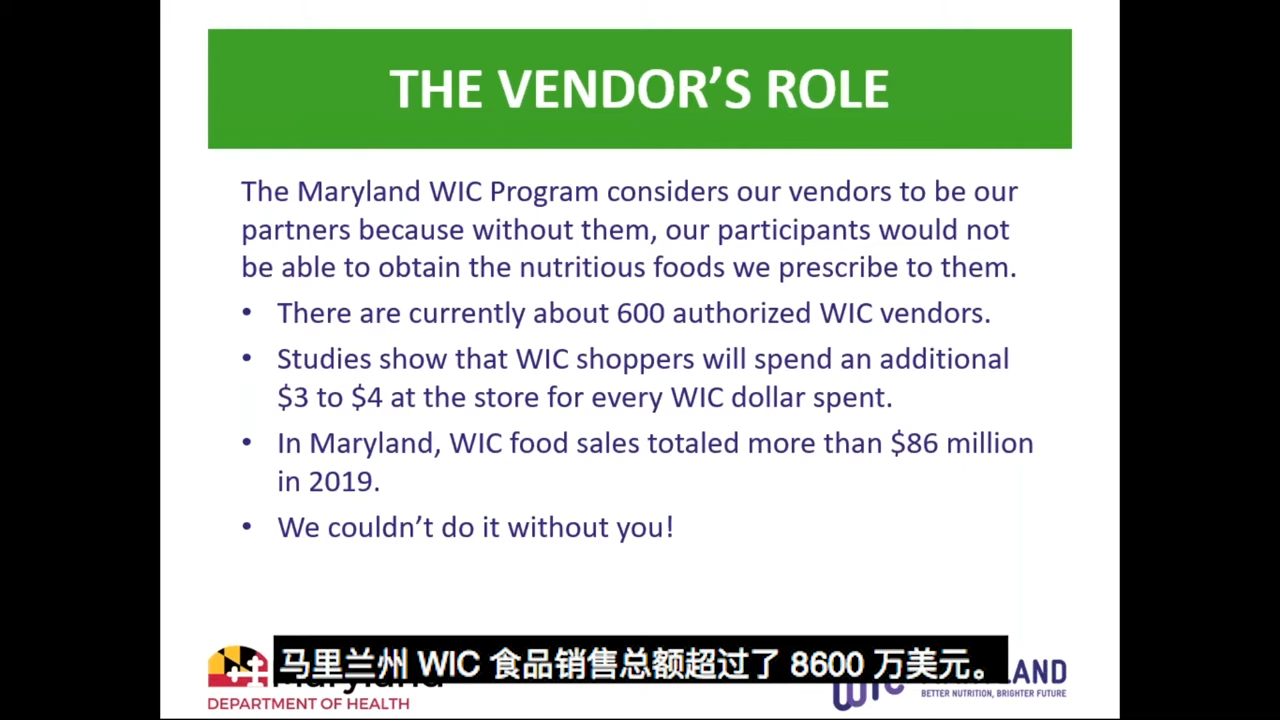 THE VENDOR’S ROLE
The Maryland WIC Program considers our vendors to be our
partners because without them, our participants would not
be able to obtain the nutritious foods we prescribe to them.
• There are currently about 600 authorized WIC vendors.
• Studies show that WIC shoppers will spend an additional
$3 to $4 at the store for every WIC dollar spent.
• In Maryland, WIC food sales totaled more than $86 million
in 2019.
• We couldn’t do it without you!
马里兰州 WIC 食品销售总额超过了 8600 万美元。
DEPARTMENT OF HEALTH
BETTER NUTRITION, BRIGHTER FUTURE